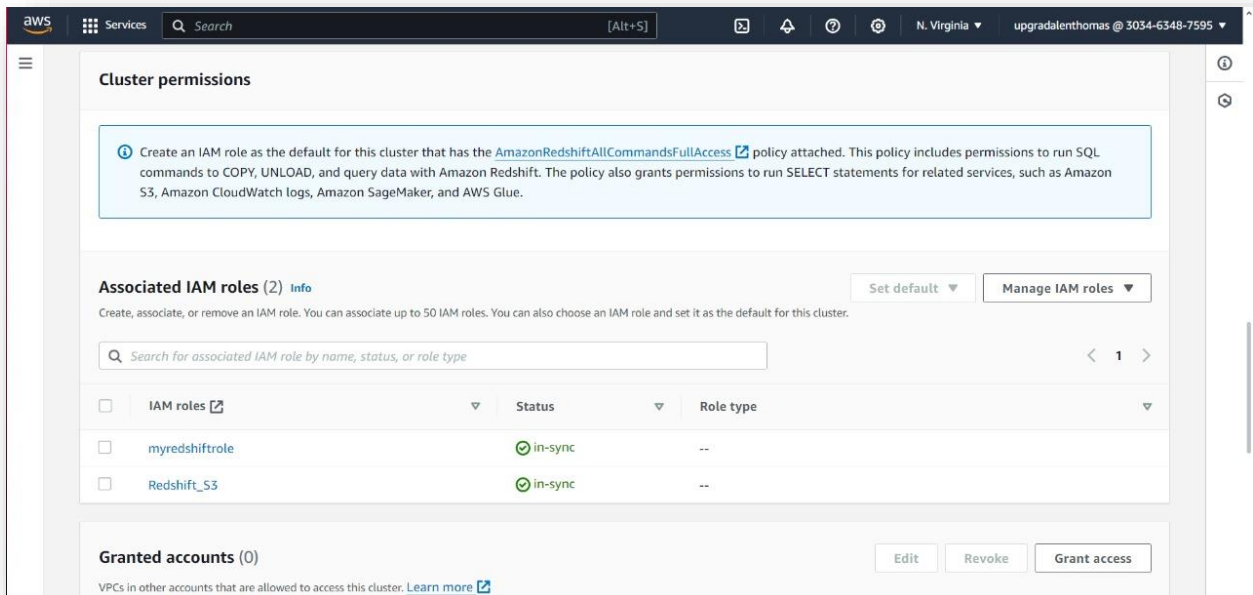 aws Services Search [Alt+S] N. Virginia upgradalenthomas @ 3034-6348-7595
Cluster permissions
Create an IAM role as the default for this cluster that has the AmazonRedshiftAllCommandsFullAccess policy attached. This policy includes permissions to run SQL
commands to COPY, UNLOAD, and query data with Amazon Redshift. The policy also grants permissions to run SELECT statements for related services, such as Amazon
S3, Amazon CloudWatch logs, Amazon SageMaker, and AWS Glue.
Associated IAM roles (2) Info Set default Manage IAM roles
Create, associate, or remove an IAM role. You can associate up to 50 IAM roles. You can also choose an IAM role and set it as the default for this cluster.
Search for associated IAM role by name, status, or role type 1
IAM roles Status Role type
myredshiftrole in-sync --
Redshift_S3 in-sync --
Granted accounts (0) Edit Revoke Grant access
VPCs in other accounts that are allowed to access this cluster. Learn more